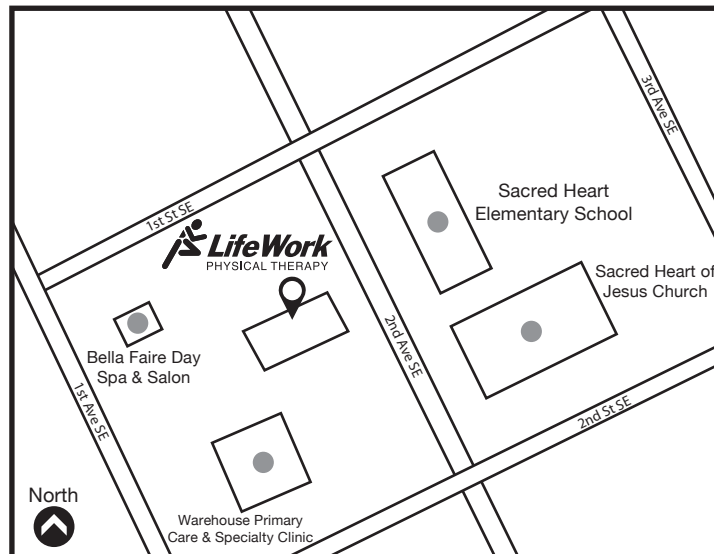 3rd Ave SE
1st St SE
Sacred Heart
Elementary School
LifeWork
PHYSICAL THERAPY
Sacred Heart of
Jesus Church
2nd Ave SE
Bella Faire Day
Spa & Salon
1st Ave SE
2nd St SE
North
Warehouse Primary
Care & Specialty Clinic